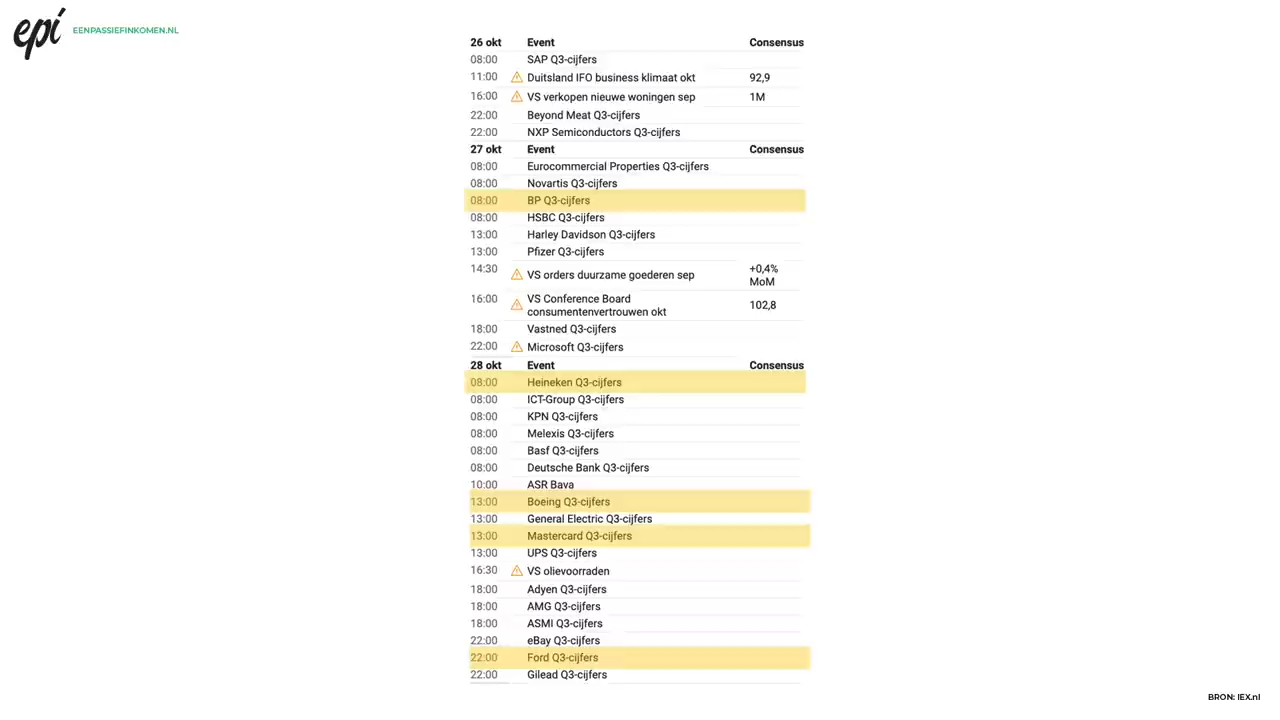 epi
EENPASSIEFINKOMEN.NL
26 okt Event Consensus
08:00 SAP Q3-cijfers
11:00 Duitsland IFO business klimaat okt 92,9
16:00 VS verkopen nieuwe woningen sep 1M
22:00 Beyond Meat Q3-cijfers
22:00 NXP Semiconductors Q3-cijfers
27 okt Event Consensus
08:00 Eurocommercial Properties Q3-cijfers
08:00 Novartis Q3-cijfers
08:00 BP Q3-cijfers
08:00 HSBC Q3-cijfers
13:00 Harley Davidson Q3-cijfers
13:00 Pfizer Q3-cijfers
14:30 VS orders duurzame goederen sep +0,4%
MoM
16:00 VS Conference Board
consumentenvertrouwen okt 102,8
18:00 Vastned Q3-cijfers
22:00 Microsoft Q3-cijfers
28 okt Event Consensus
08:00 Heineken Q3-cijfers
08:00 ICT-Group Q3-cijfers
08:00 KPN Q3-cijfers
08:00 Melexis Q3-cijfers
08:00 Basf Q3-cijfers
08:00 Deutsche Bank Q3-cijfers
10:00 ASR Bava
13:00 Boeing Q3-cijfers
13:00 General Electric Q3-cijfers
13:00 Mastercard Q3-cijfers
13:00 UPS Q3-cijfers
16:30 VS olievoorraden
18:00 Adyen Q3-cijfers
18:00 AMG Q3-cijfers
18:00 ASMI Q3-cijfers
22:00 eBay Q3-cijfers
22:00 Ford Q3-cijfers
22:00 Gilead Q3-cijfers
BRON: IEX.nl